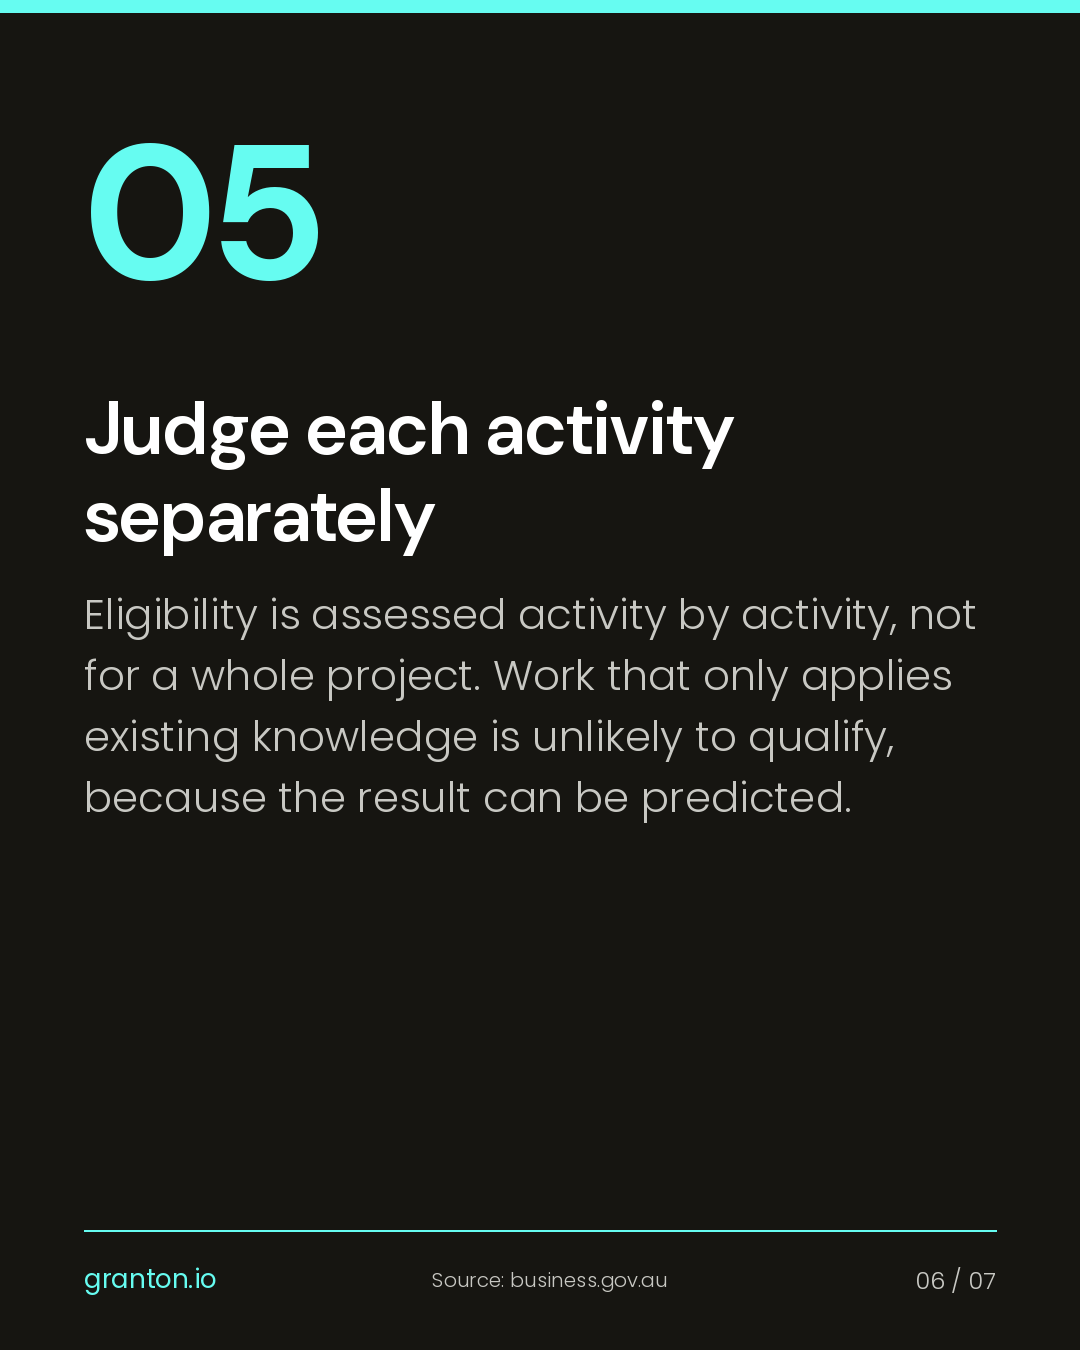 05
Judge each activity
separately
Eligibility is assessed activity by activity, not
for a whole project. Work that only applies
existing knowledge is unlikely to qualify,
because the result can be predicted.
granton.io
Source: business.gov.au
06 / 07